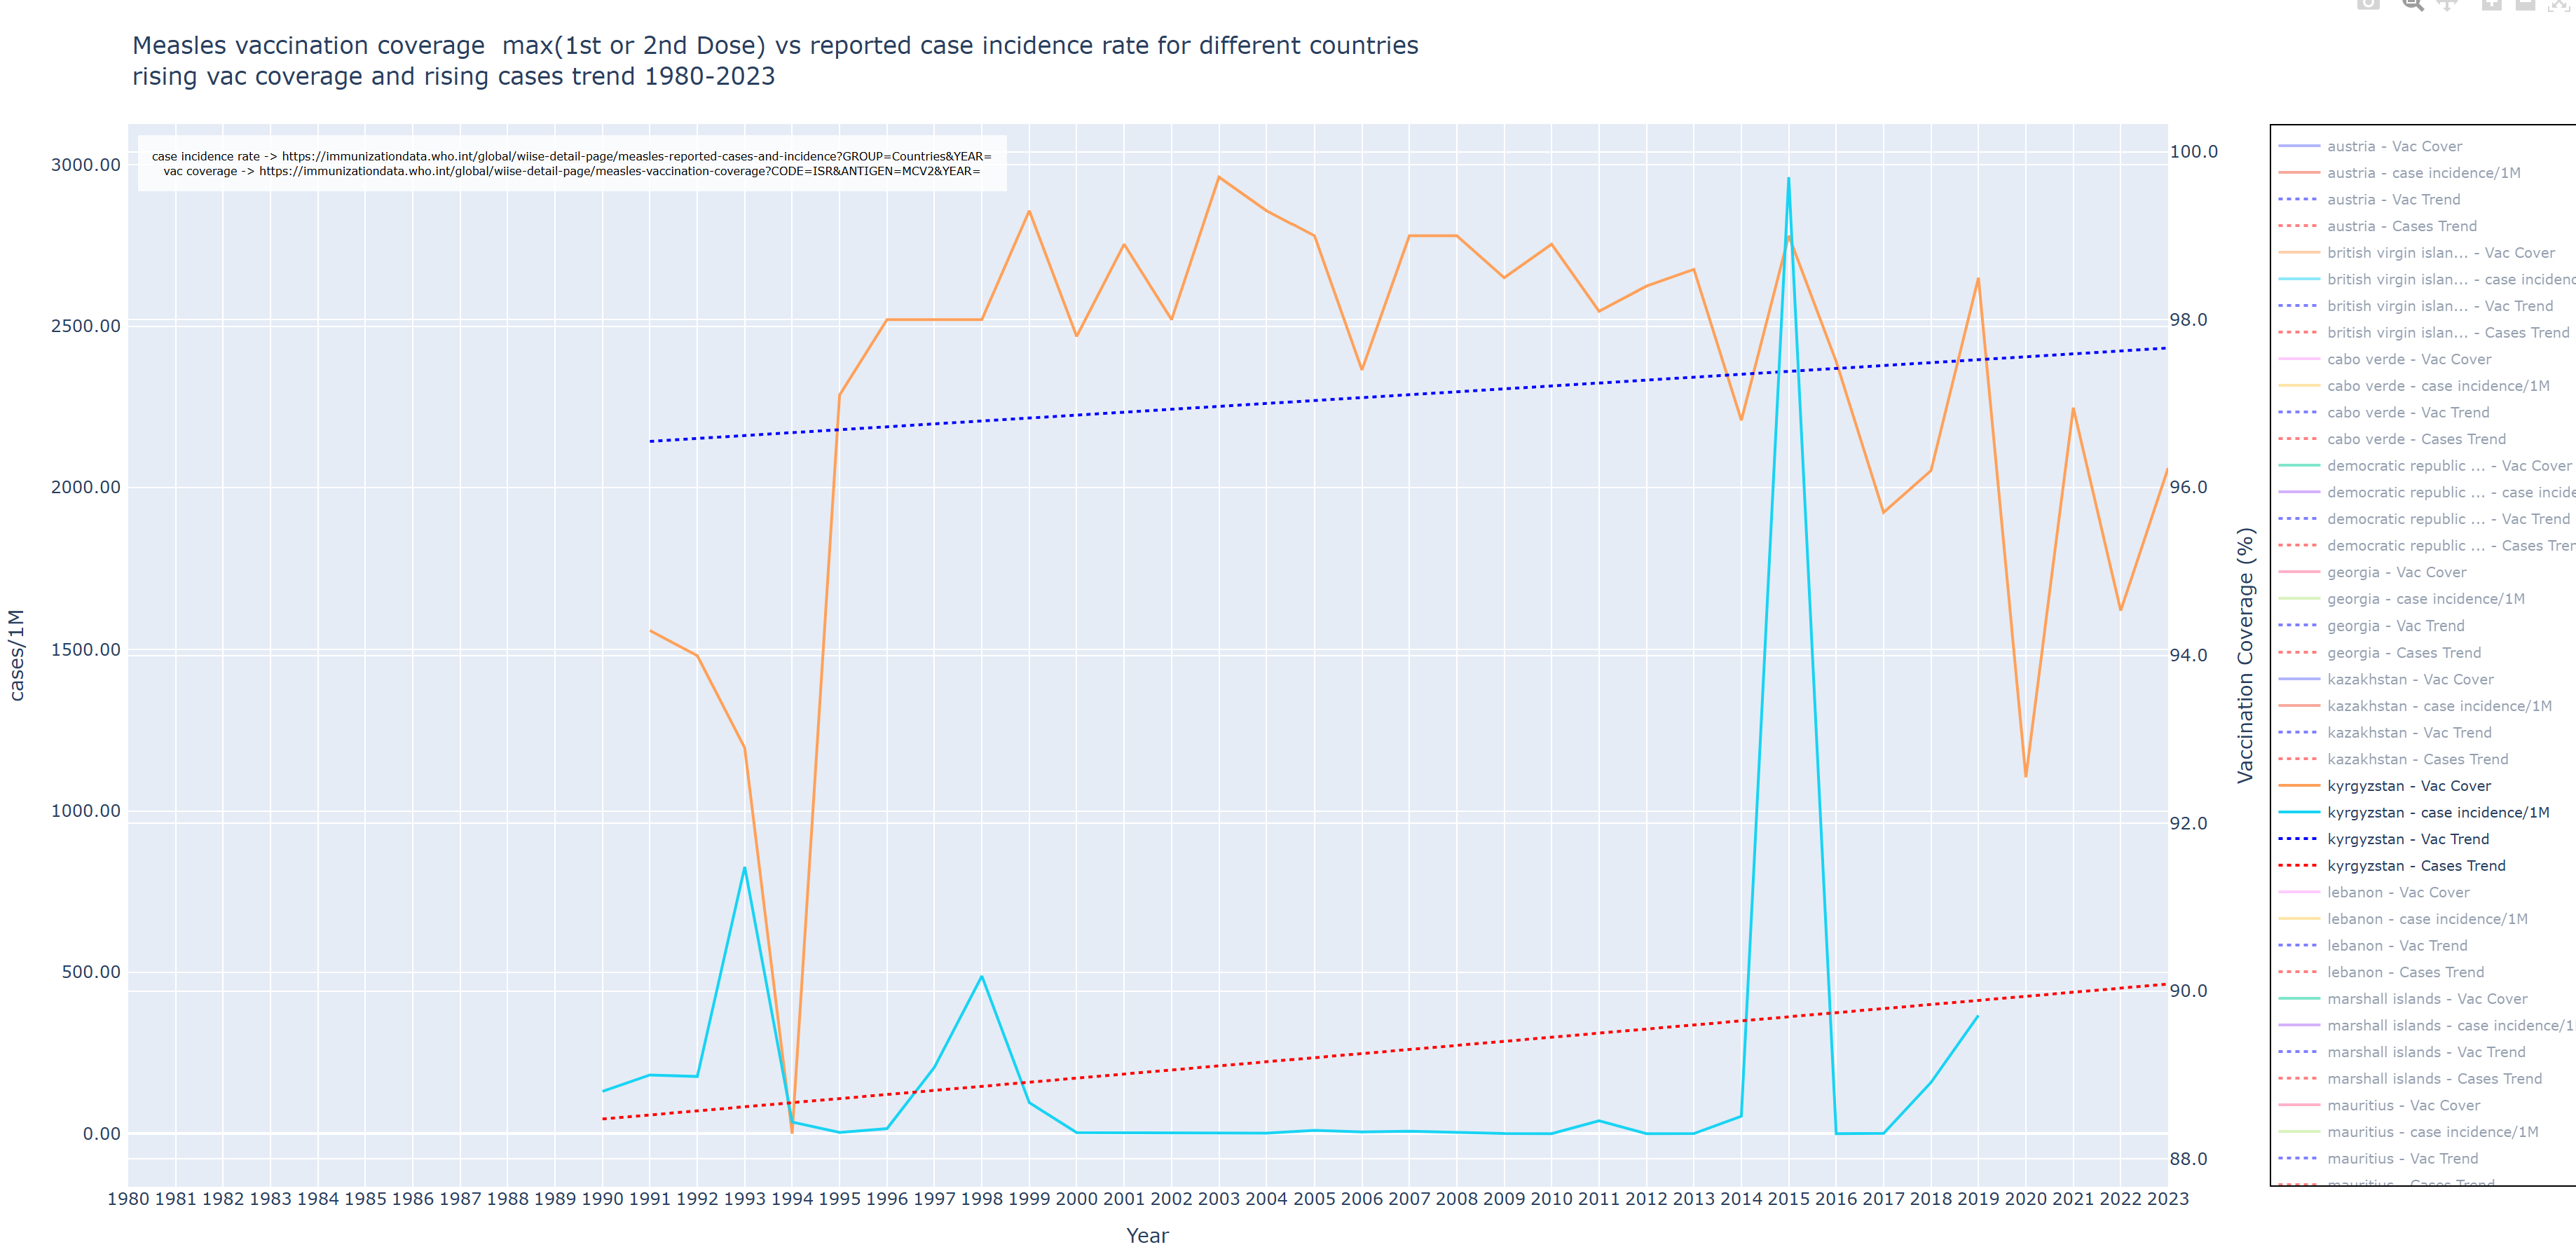 Measles vaccination coverage  max(1st or 2nd Dose) vs reported case incidence rate for different countries
rising vac coverage and rising cases trend 1980-2023
case incidence rate -> https://immunizationdata.who.int/global/wiise-detail-page/measles-reported-cases-and-incidence?GROUP=Countries&YEAR=
vac coverage -> https://immunizationdata.who.int/global/wiise-detail-page/measles-vaccination-coverage?CODE=ISR&ANTIGEN=MCV2&YEAR=
3000.00
2500.00
2000.00
1500.00
1000.00
500.00
0.00
cases/1M
100.0
98.0
96.0
94.0
92.0
90.0
88.0
Vaccination Coverage (%)
1980 1981 1982 1983 1984 1985 1986 1987 1988 1989 1990 1991 1992 1993 1994 1995 1996 1997 1998 1999 2000 2001 2002 2003 2004 2005 2006 2007 2008 2009 2010 2011 2012 2013 2014 2015 2016 2017 2018 2019 2020 2021 2022 2023
Year
austria - Vac Cover
austria - case incidence/1M
austria - Vac Trend
austria - Cases Trend
british virgin islan... - Vac Cover
british virgin islan... - case incidenc
british virgin islan... - Vac Trend
british virgin islan... - Cases Trend
cabo verde - Vac Cover
cabo verde - case incidence/1M
cabo verde - Vac Trend
cabo verde - Cases Trend
democratic republic ... - Vac Cover
democratic republic ... - case incide
democratic republic ... - Vac Trend
democratic republic ... - Cases Tren
georgia - Vac Cover
georgia - case incidence/1M
georgia - Vac Trend
georgia - Cases Trend
kazakhstan - Vac Cover
kazakhstan - case incidence/1M
kazakhstan - Vac Trend
kazakhstan - Cases Trend
kyrgyzstan - Vac Cover
kyrgyzstan - case incidence/1M
kyrgyzstan - Vac Trend
kyrgyzstan - Cases Trend
lebanon - Vac Cover
lebanon - case incidence/1M
lebanon - Vac Trend
lebanon - Cases Trend
marshall islands - Vac Cover
marshall islands - case incidence/1
marshall islands - Vac Trend
marshall islands - Cases Trend
mauritius - Vac Cover
mauritius - case incidence/1M
mauritius - Vac Trend
mauritius - Cases Trend